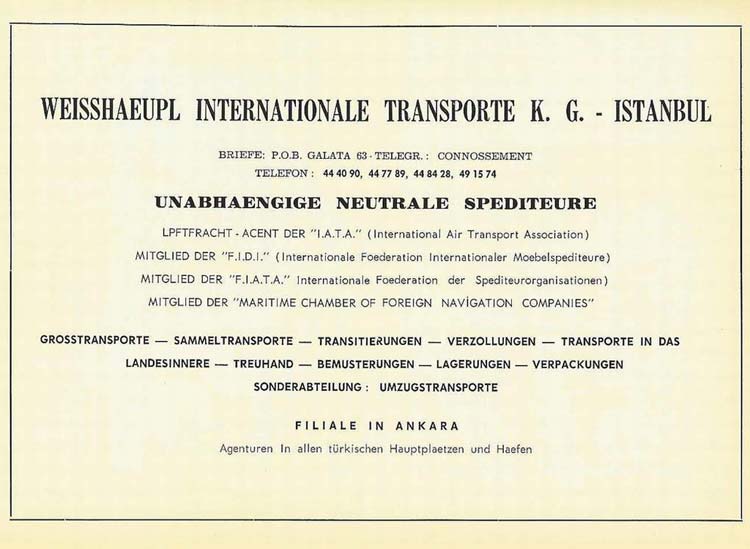 WEISSHAEUPL INTERNATIONALE TRANSPORTE K. G. - ISTANBUL
BRIEFE: P.O.B. GALATA 63 - TELEGR.: CONNOSSEMENT
TELEFON : 44 40 90, 44 77 89, 44 84 28, 49 15 74
UNABHAENGIGE NEUTRALE SPEDITEURE
LPFTFRACHT - ACENT DER "I.A.T.A." (International Air Transport Association)
MITGLIED DER "F.I.D.I." (Internationale Foederation Internationaler Moebelspediteure)
MITGLIED DER "F.I.A.T.A." Internationale Foederation der Spediteurorganisationen)
MITGLIED DER "MARITIME CHAMBER OF FOREIGN NAVİGATION COMPANIES"
GROSSTRANSPORTE — SAMMELTRANSPORTE — TRANSITIERUNGEN — VERZOLLUNGEN — TRANSPORTE IN DAS
LANDESINNERE — TREUHAND — BEMUSTERUNGEN — LAGERUNGEN — VERPACKUNGEN
SONDERABTEILUNG : UMZUGSTRANSPORTE
FILIALE IN ANKARA
Agenturen In allen türkischen Hauptplaetzen und Haefen